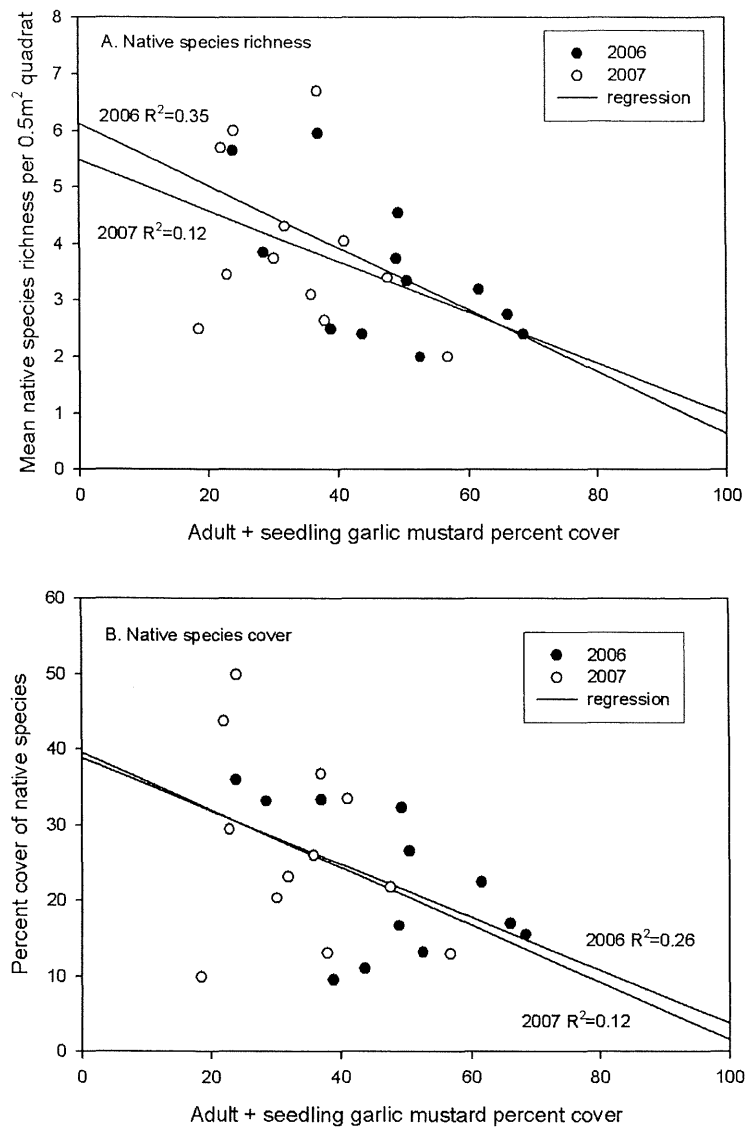 8
A. Native species richness
2006
2007
regression
7
6
2006 R²=0.35
5
2007 R²=0.12
4
3
2
1
0
Mean native species richness per 0.5m² quadrat
0 20 40 60 80 100
Adult + seedling garlic mustard percent cover
60
B. Native species cover
2006
2007
regression
50
40
30
20
2006 R²=0.26
10
2007 R²=0.12
0
Percent cover of native species
0 20 40 60 80 100
Adult + seedling garlic mustard percent cover